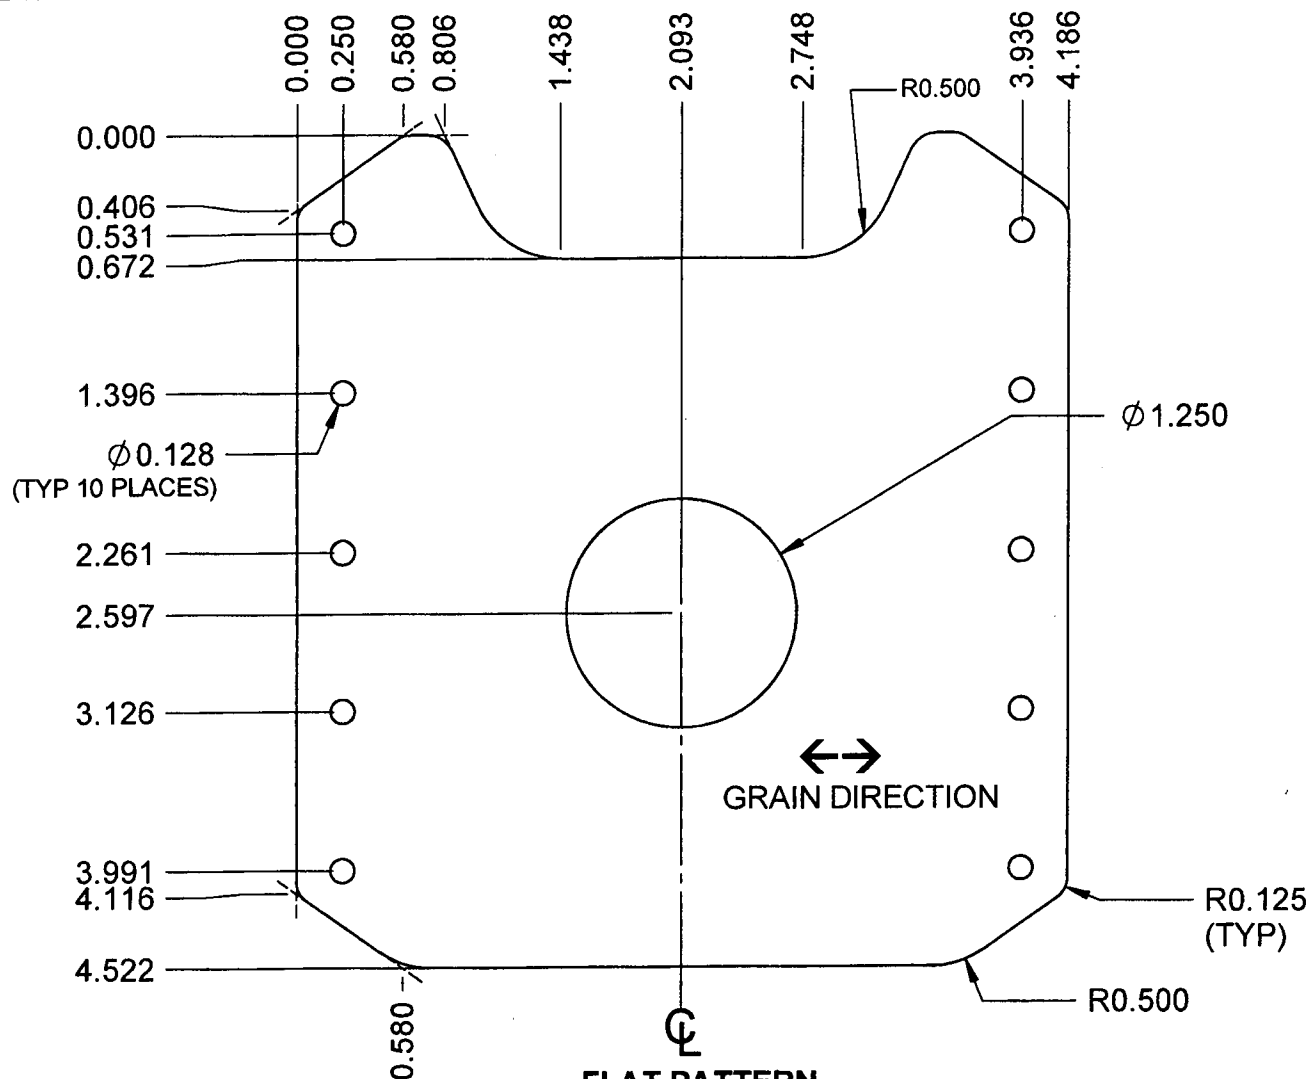 0.000
0.250
0.580
0.806
1.438
2.093
2.748
3.936
4.186
R0.500
0.000
0.406
0.531
0.672
1.396
Ø0.128
(TYP 10 PLACES)
Ø1.250
2.261
2.597
3.126
GRAIN DIRECTION
3.991
4.116
R0.125
(TYP)
4.522
R0.500
0.580
℄
FLAT PATTERN